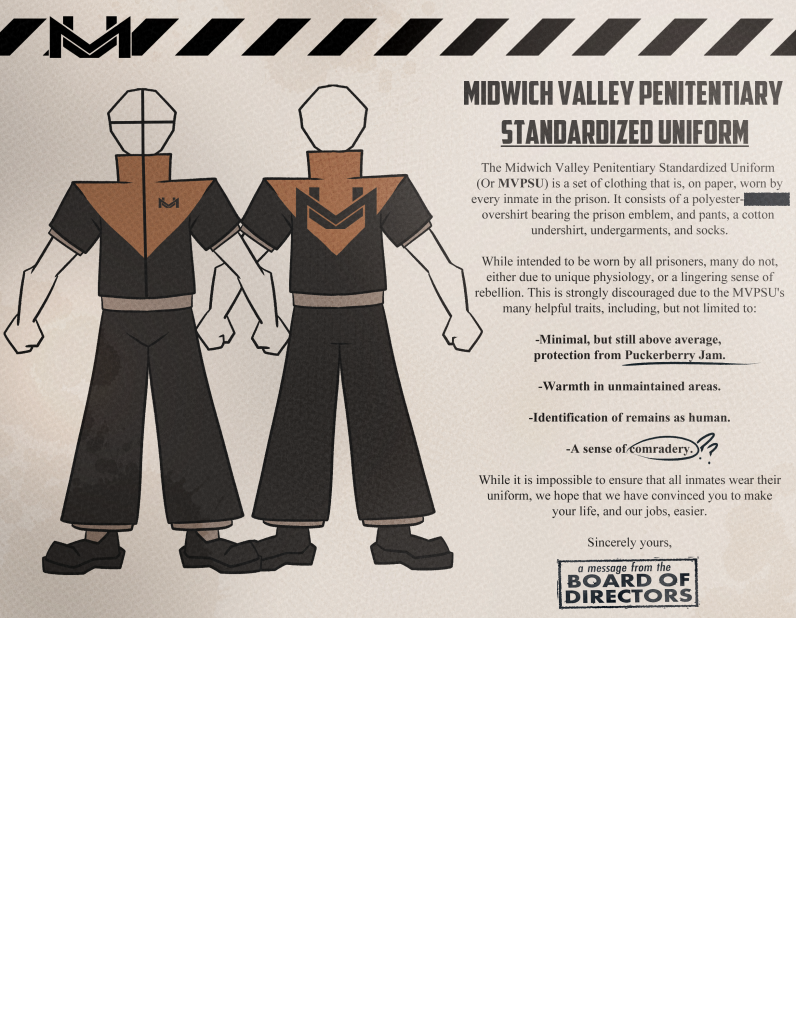 MIDWICH VALLEY PENITENTIARY
STANDARDIZED UNIFORM
The Midwich Valley Penitentiary Standardized Uniform
(Or MVPSU) is a set of clothing that is, on paper, worn by
every inmate in the prison. It consists of a polyester-
overshirt bearing the prison emblem, and pants, a cotton
undershirt, undergarments, and socks.
While intended to be worn by all prisoners, many do not,
either due to unique physiology, or a lingering sense of
rebellion. This is strongly discouraged due to the MVPSU's
many helpful traits, including, but not limited to:
-Minimal, but still above average,
protection from Puckerberry Jam.
-Warmth in unmaintained areas.
-Identification of remains as human.
-A sense of comradery. ??
While it is impossible to ensure that all inmates wear their
uniform, we hope that we have convinced you to make
your life, and our jobs, easier.
Sincerely yours,
a message from the
BOARD OF
DIRECTORS